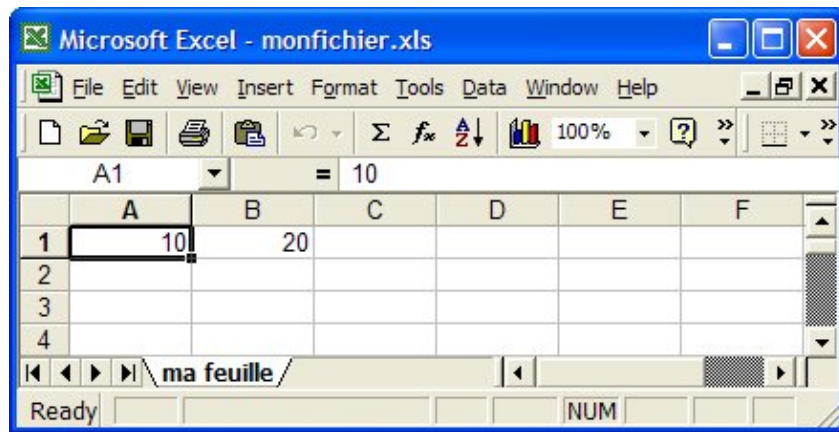 Microsoft Excel - monfichier.xls
File Edit View Insert Format Tools Data Window Help
Σ fx A Z 100% ? »
A1 = 10
A B C D E F
1 10 20
2
3
4
ma feuille
Ready NUM